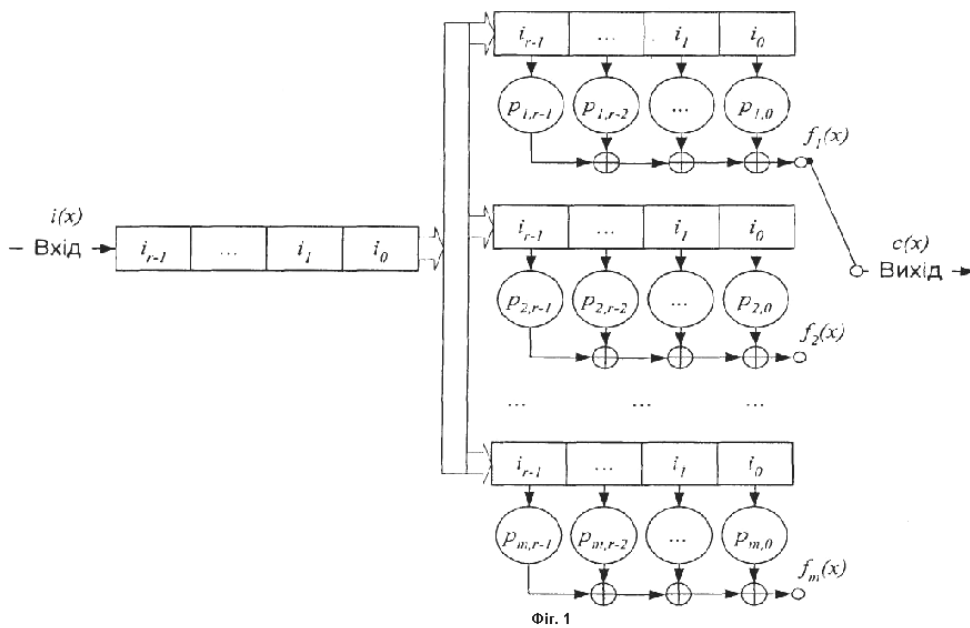 i_{r-1} ... i_1 i_0
p_{1,r-1} p_{1,r-2} ... p_{1,0}
f_1(x)
i(x)
Вхід
i_{r-1} ... i_1 i_0
i_{r-1} ... i_1 i_0
p_{2,r-1} p_{2,r-2} ... p_{2,0}
f_2(x)
c(x)
Вихід
... ... ...
i_{r-1} ... i_1 i_0
p_{m,r-1} p_{m,r-2} ... p_{m,0}
f_m(x)
Фіг. 1